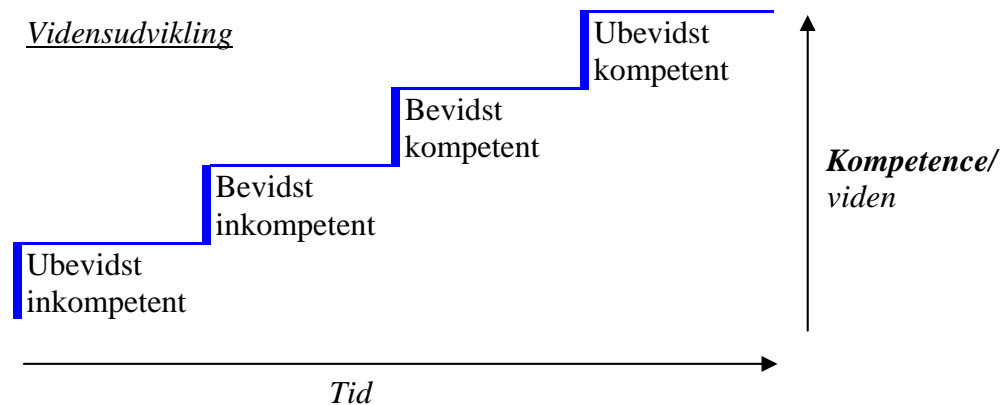 Vidensudvikling
Ubevidst
kompetent
Bevidst
kompetent
Kompetence/
viden
Bevidst
inkompetent
Ubevidst
inkompetent
Tid